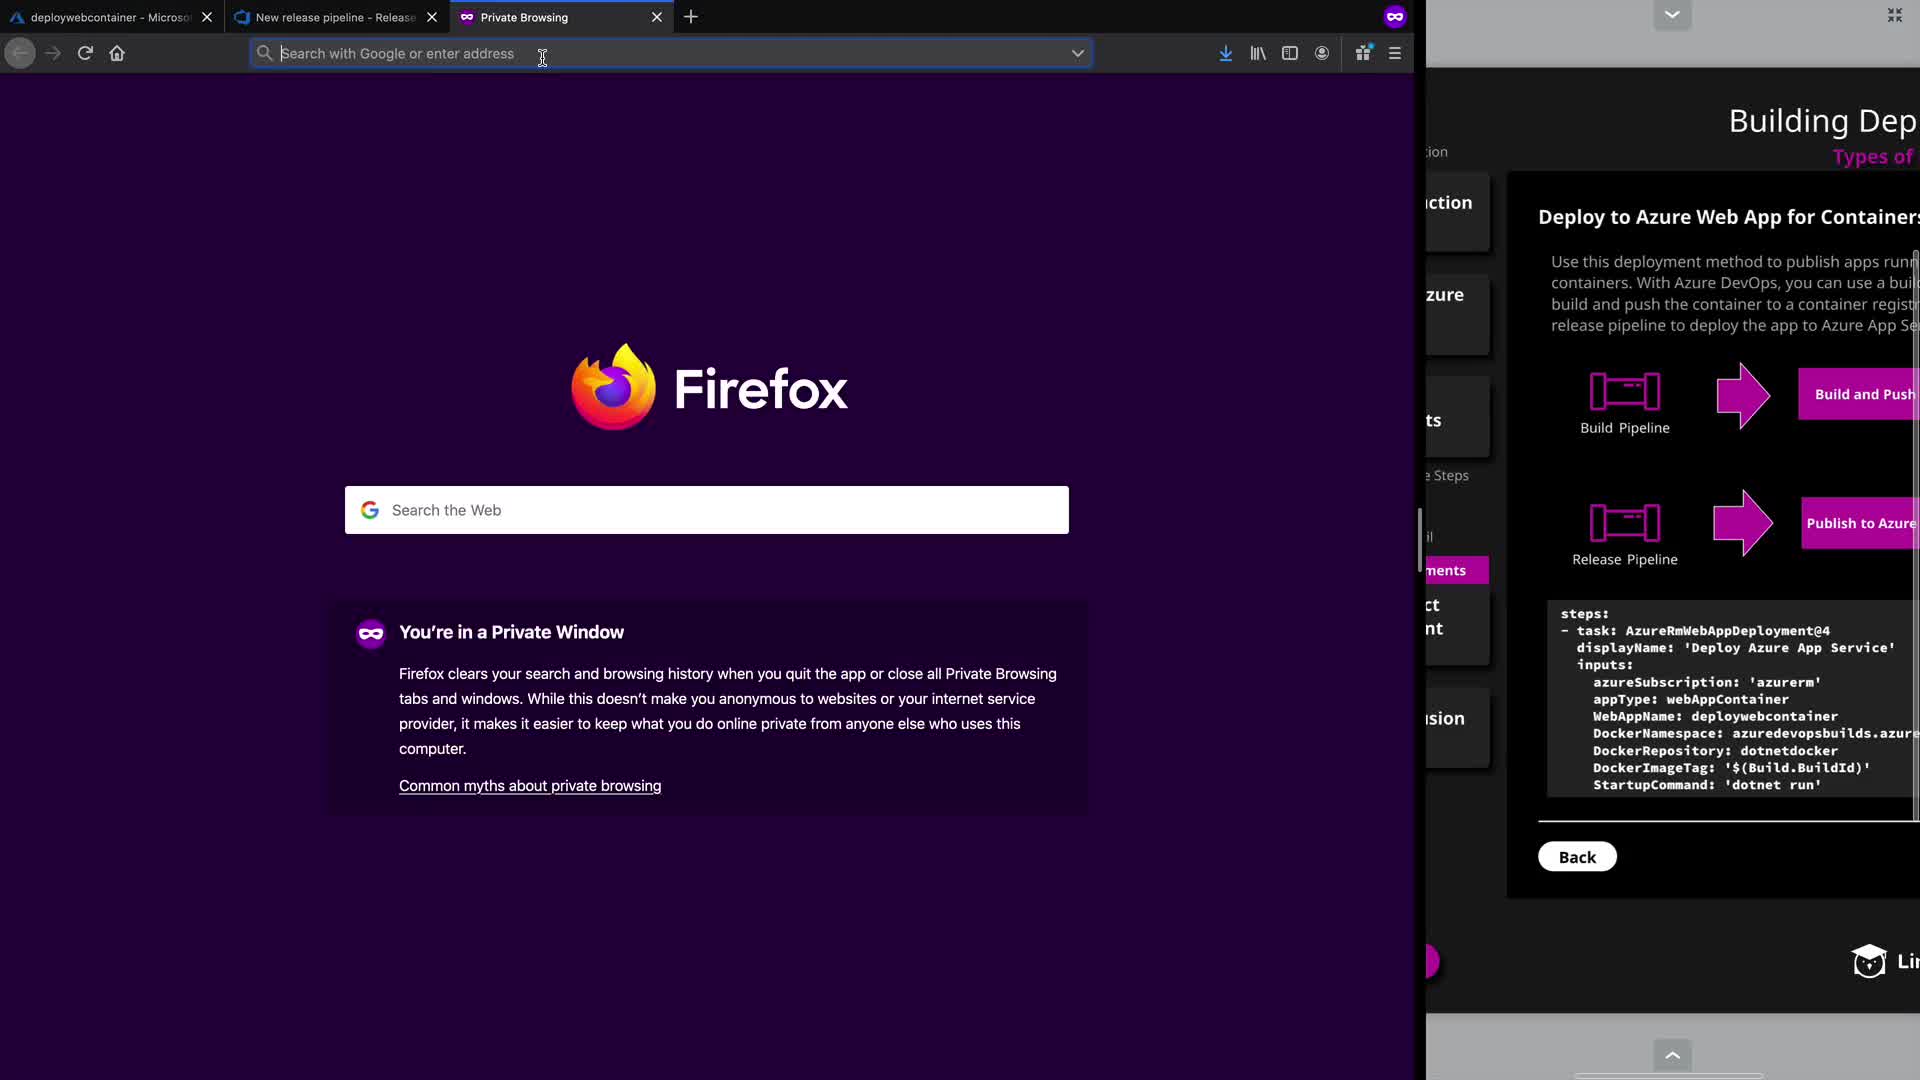 deploywebcontainer - Microso
New release pipeline - Release
Private Browsing
Search with Google or enter address
Firefox
Search the Web
You're in a Private Window
Firefox clears your search and browsing history when you quit the app or close all Private Browsing
tabs and windows. While this doesn't make you anonymous to websites or your internet service
provider, it makes it easier to keep what you do online private from anyone else who uses this
computer.
Common myths about private browsing
Building Dep
Types of
tion
ction
zure
ts
e Steps
il
ments
ct
nt
sion
Deploy to Azure Web App for Containers
Use this deployment method to publish apps runn
containers. With Azure DevOps, you can use a buil
build and push the container to a container registr
release pipeline to deploy the app to Azure App Se
Build Pipeline
Build and Push
Release Pipeline
Publish to Azure
steps:
- task: AzureRmWebAppDeployment@4
displayName: 'Deploy Azure App Service'
inputs:
azureSubscription: 'azurerm'
appType: webAppContainer
WebAppName: deploywebcontainer
DockerNamespace: azuredevopsbuilds.azure
DockerRepository: dotnetdocker
DockerImageTag: '$(Build.BuildId)'
StartupCommand: 'dotnet run'
Back
Li